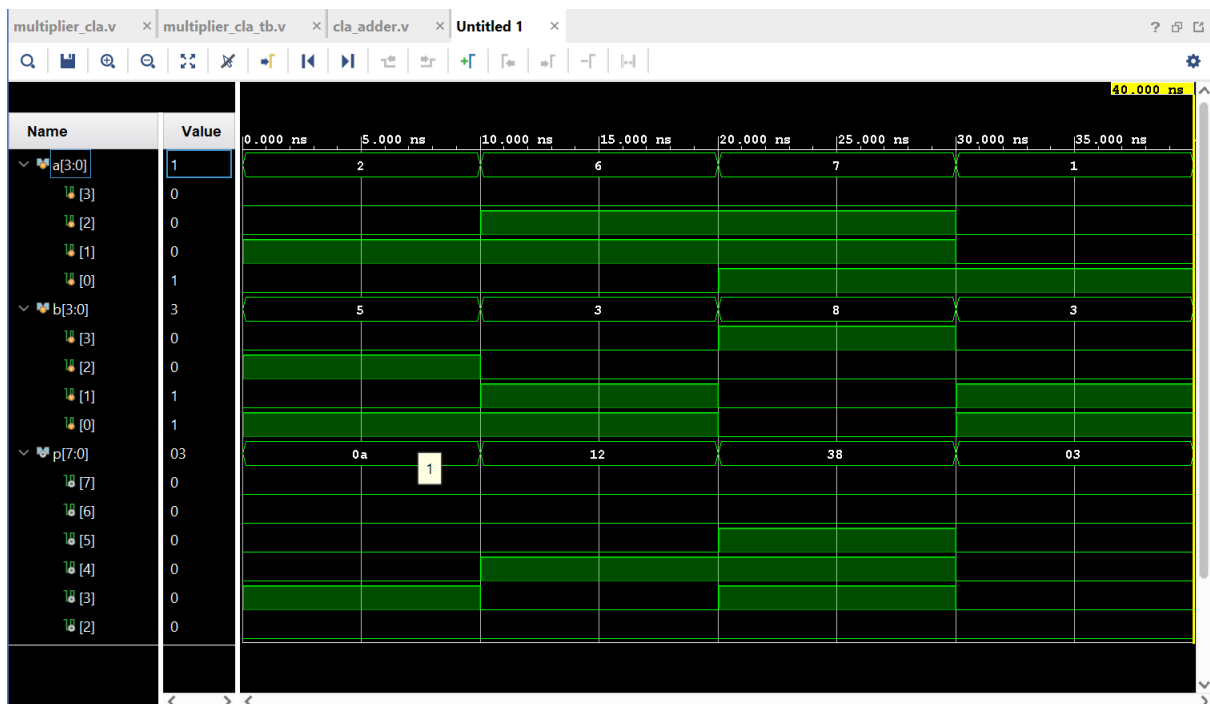 multiplier_cla.v × multiplier_cla_tb.v × cla_adder.v × Untitled 1 × ?
40.000 ns
Name Value 0.000 ns 5.000 ns 10.000 ns 15.000 ns 20.000 ns 25.000 ns 30.000 ns 35.000 ns
a[3:0] 1 2 6 7 1
[3] 0
[2] 0
[1] 0
[0] 1
b[3:0] 3 5 3 8 3
[3] 0
[2] 0
[1] 1
[0] 1
p[7:0] 03 0a 12 38 03
1
[7] 0
[6] 0
[5] 0
[4] 0
[3] 0
[2] 0